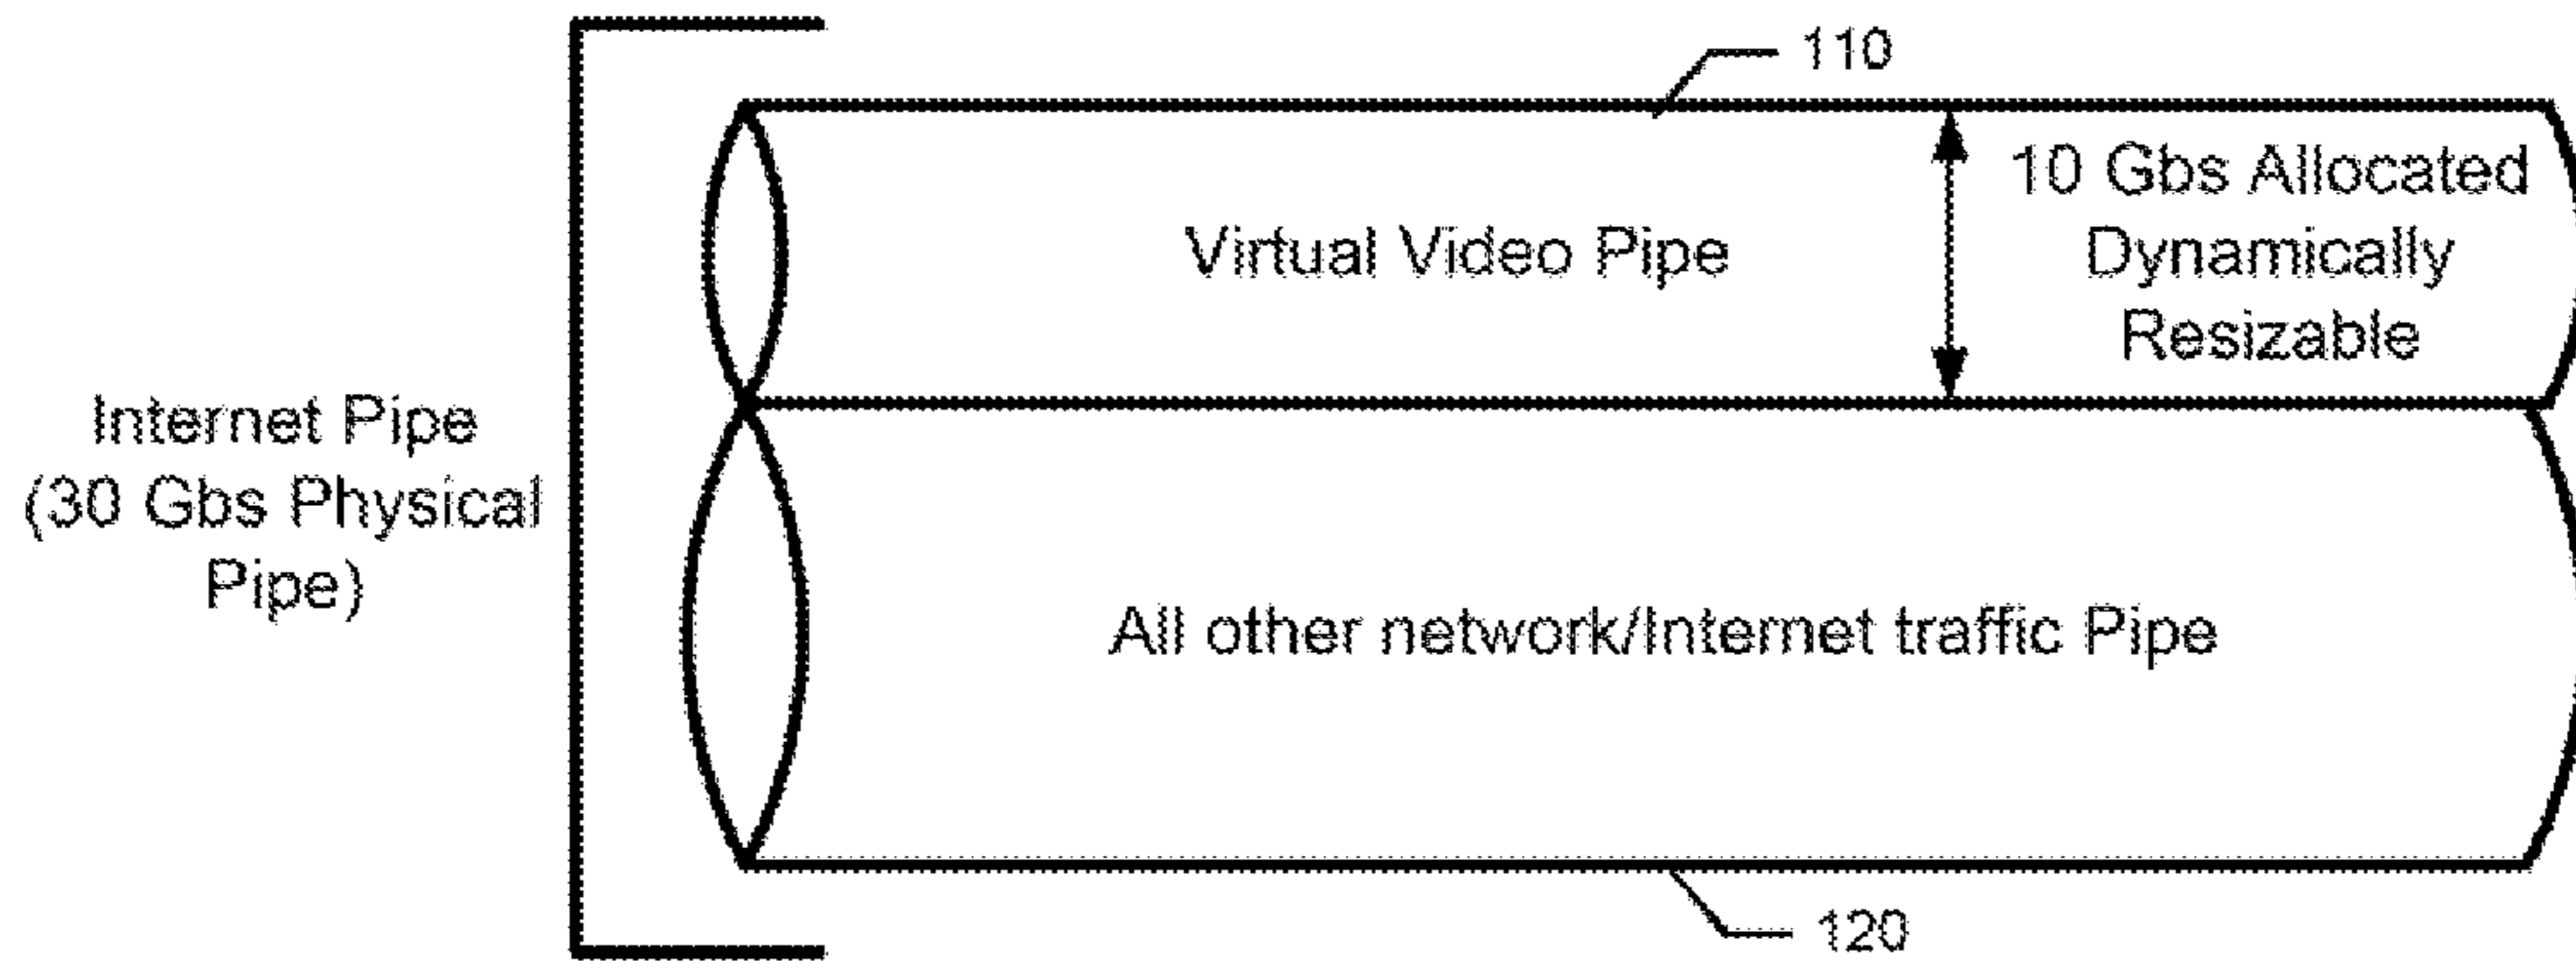 110
10 Gbs Allocated
Dynamically
Resizable
Virtual Video Pipe
Internet Pipe
(30 Gbs Physical
Pipe)
All other network/Internet traffic Pipe
120